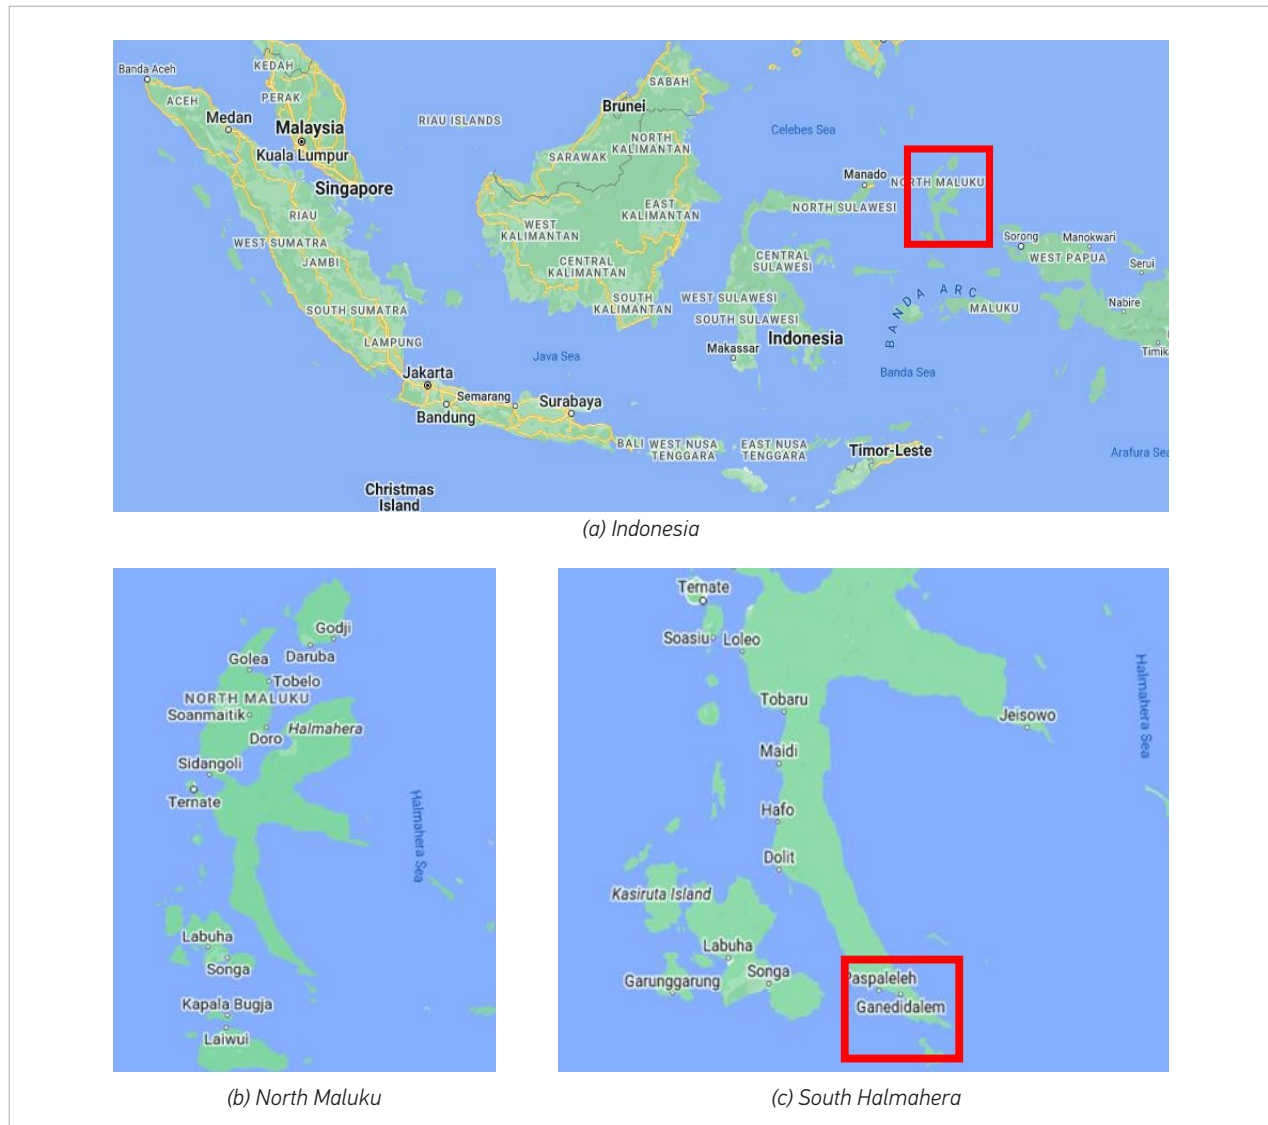 Banda Aceh
KEDAH
SABAH
ACEH
PERAK
Brunei
Medan
RIAU ISLANDS
Celebes Sea
Malaysia
NORTH
KALIMANTAN
Kuala Lumpur
SARAWAK
Manado
NORTH MALUKU
Singapore
NORTH SULAWESI
RIAU
EAST
KALIMANTAN
WEST
KALIMANTAN
Sorong
Manokwari
WEST SUMATRA
CENTRAL
SULAWESI
WEST PAPUA
JAMBI
CENTRAL
KALIMANTAN
Serui
SOUTH
KALIMANTAN
WEST SULAWESI
BANDA ARC
Nabire
SOUTH SUMATRA
SOUTH SULAWESI
MALUKU
LAMPUNG
Makassar
Indonesia
Java Sea
Timik
Jakarta
Banda Sea
Semarang
Surabaya
Bandung
BALI
WEST NUSA
TENGGARA
EAST NUSA
TENGGARA
Timor-Leste
Arafura Sea
Christmas
Island
(a) Indonesia
Godji
Golea
Daruba
Tobelo
NORTH MALUKU
Soanmaitik
Halmahera
Doro
Sidangoli
Ternate
Halmahera Sea
Labuha
Songa
Kapala Bugja
Laiwui
(b) North Maluku
Ternate
Soasiu
Loleo
Halmahera Sea
Tobaru
Jeisowo
Maidi
Hafo
Dolit
Kasiruta Island
Labuha
Garunggarung
Songa
Paspaleleh
Ganedidalem
(c) South Halmahera